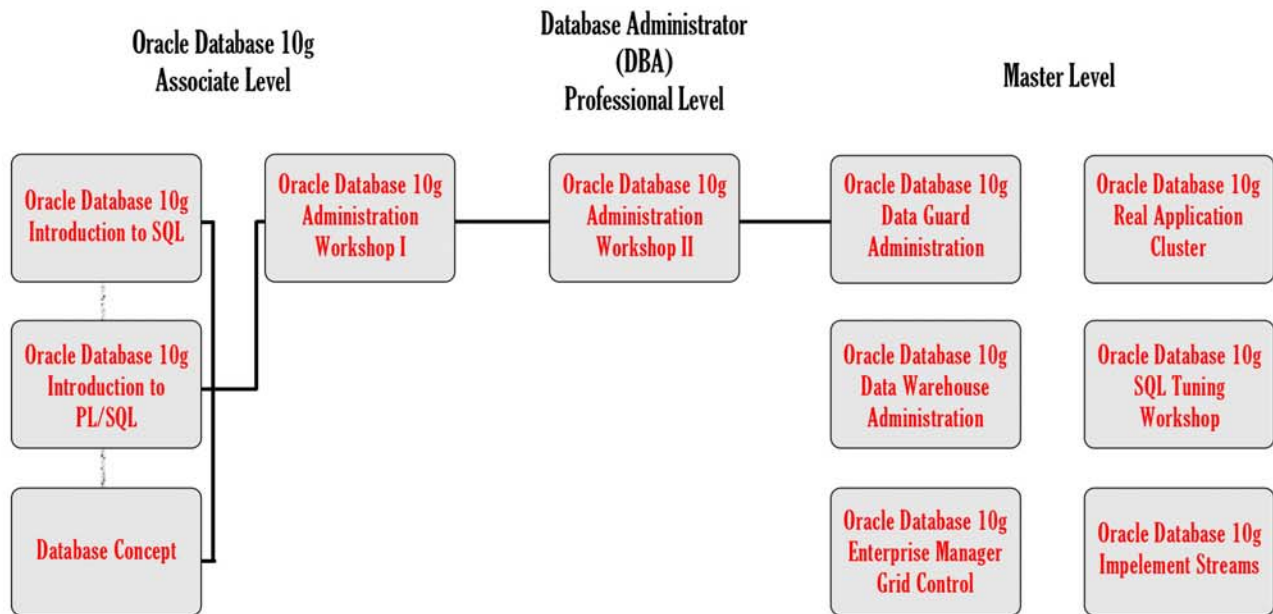 Oracle Database 10g
Associate Level
Database Administrator
(DBA)
Professional Level
Master Level
Oracle Database 10g
Introduction to SQL
Oracle Database 10g
Administration
Workshop I
Oracle Database 10g
Administration
Workshop II
Oracle Database 10g
Data Guard
Administration
Oracle Database 10g
Real Application
Cluster
Oracle Database 10g
Introduction to
PL/SQL
Oracle Database 10g
Data Warehouse
Administration
Oracle Database 10g
SQL Tuning
Workshop
Database Concept
Oracle Database 10g
Enterprise Manager
Grid Control
Oracle Database 10g
Impelement Streams